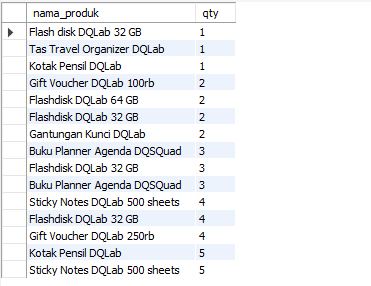 nama_produk qty
Flash disk DQLab 32 GB 1
Tas Travel Organizer DQLab 1
Kotak Pensil DQLab 1
Gift Voucher DQLab 100rb 2
Flashdisk DQLab 64 GB 2
Flashdisk DQLab 32 GB 2
Gantungan Kunci DQLab 2
Buku Planner Agenda DQSQuad 3
Flashdisk DQLab 32 GB 3
Buku Planner Agenda DQSQuad 3
Sticky Notes DQLab 500 sheets 4
Flashdisk DQLab 32 GB 4
Gift Voucher DQLab 250rb 4
Kotak Pensil DQLab 5
Sticky Notes DQLab 500 sheets 5